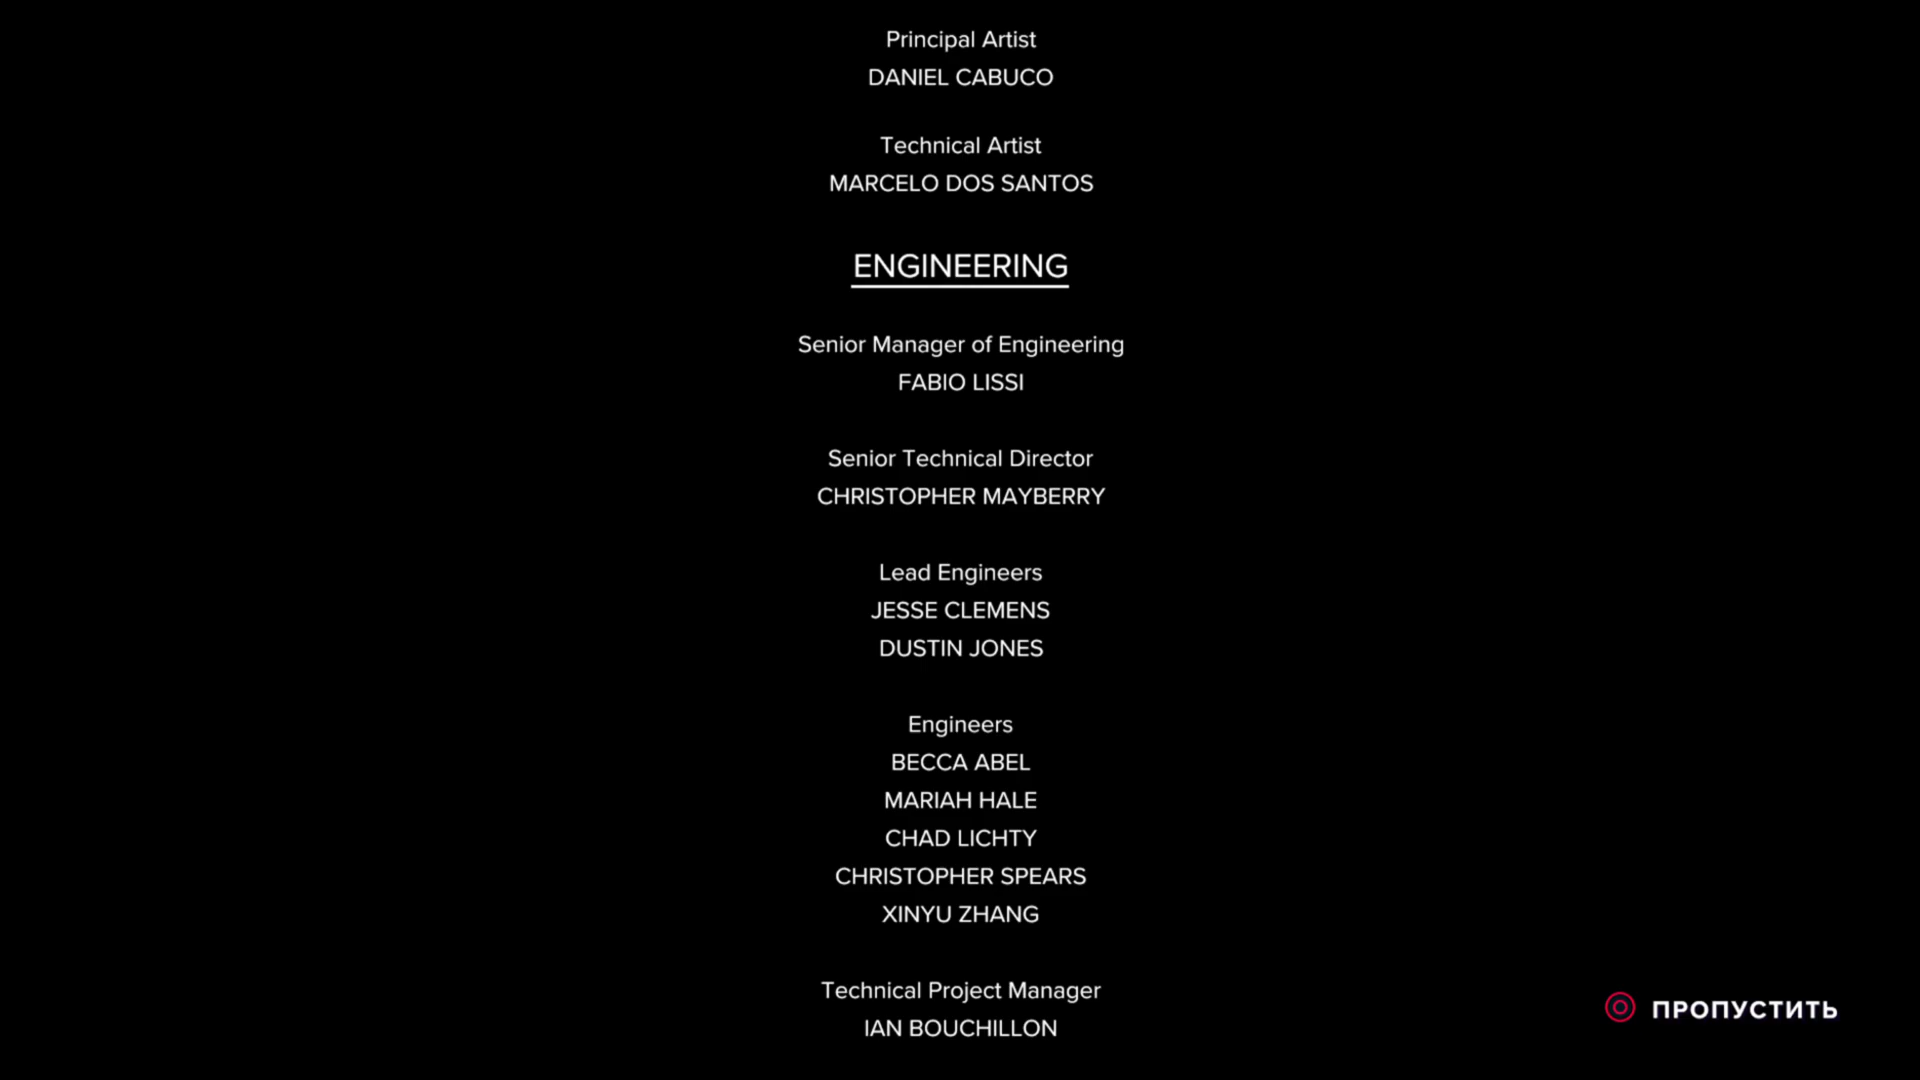 Principal Artist
DANIEL CABUCO
Technical Artist
MARCELO DOS SANTOS
ENGINEERING
Senior Manager of Engineering
FABIO LISSI
Senior Technical Director
CHRISTOPHER MAYBERRY
Lead Engineers
JESSE CLEMENS
DUSTIN JONES
Engineers
BECCA ABEL
MARIAH HALE
CHAD LICHTY
CHRISTOPHER SPEARS
XINYU ZHANG
Technical Project Manager
IAN BOUCHILLON
ПРОПУСТИТЬ